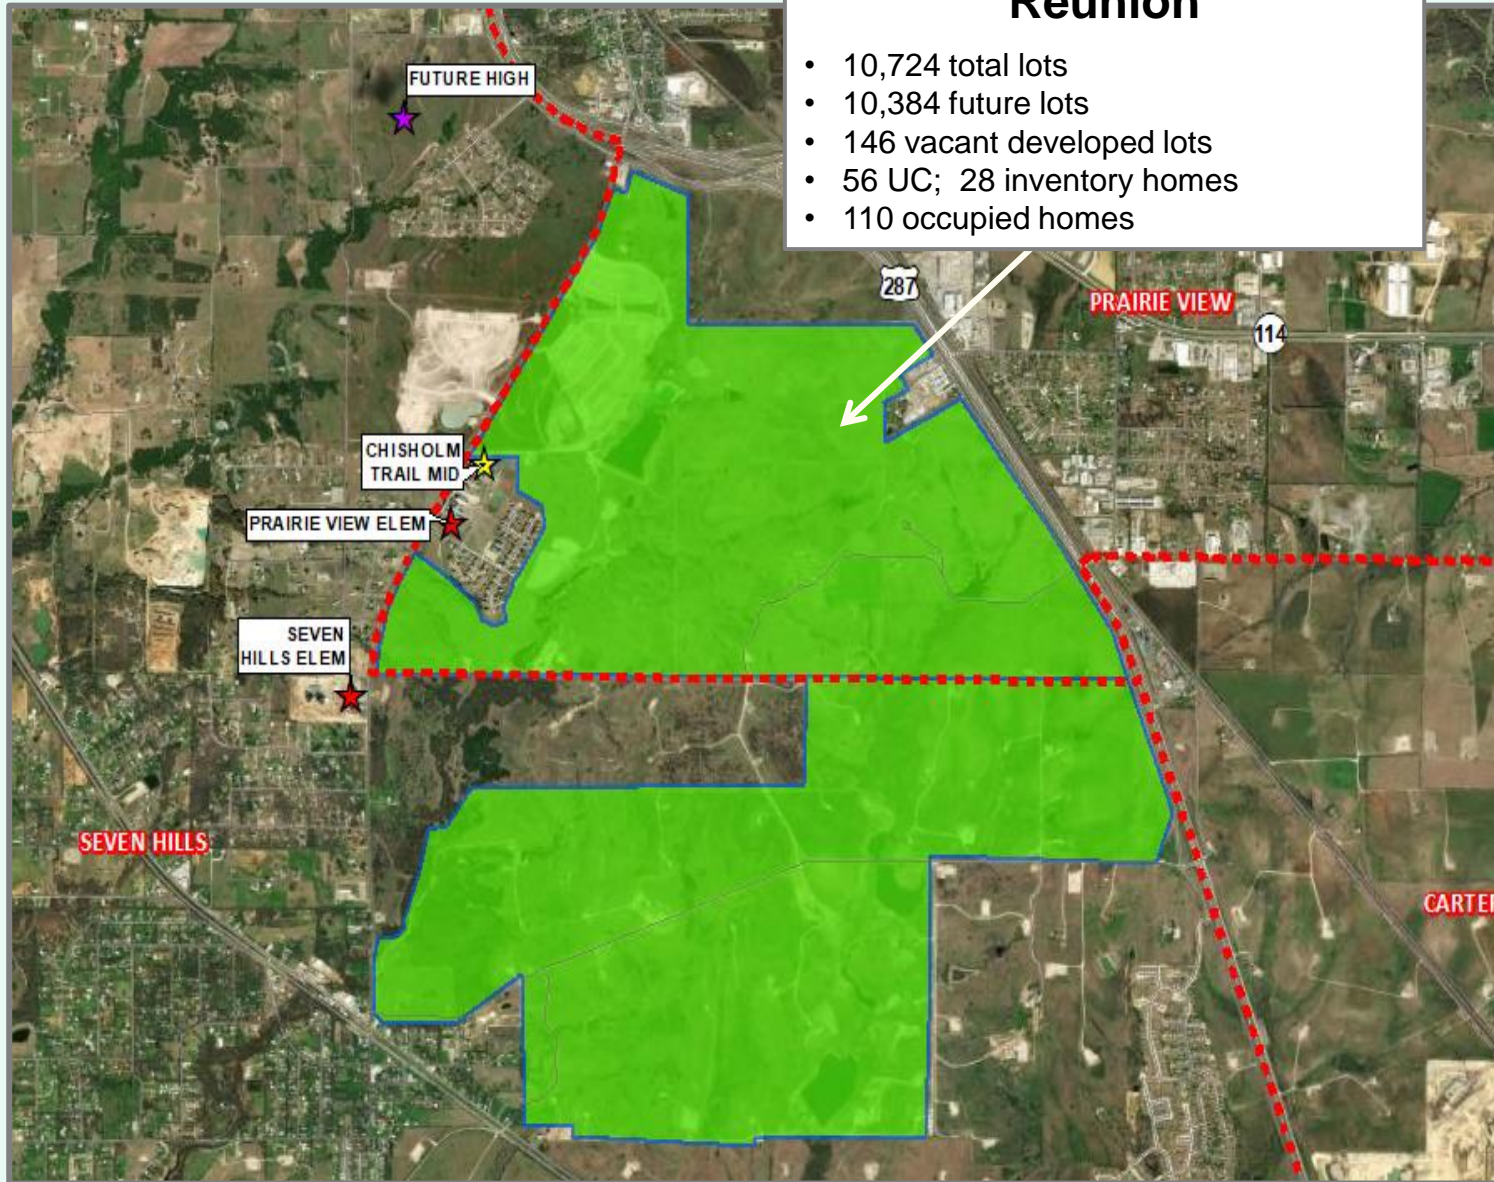 Reunion
• 10,724 total lots
• 10,384 future lots
• 146 vacant developed lots
• 56 UC; 28 inventory homes
• 110 occupied homes
FUTURE HIGH
287
PRAIRIE VIEW
114
CHISHOLM
TRAIL MID
PRAIRIE VIEW ELEM
SEVEN
HILLS ELEM
SEVEN HILLS
CARTER